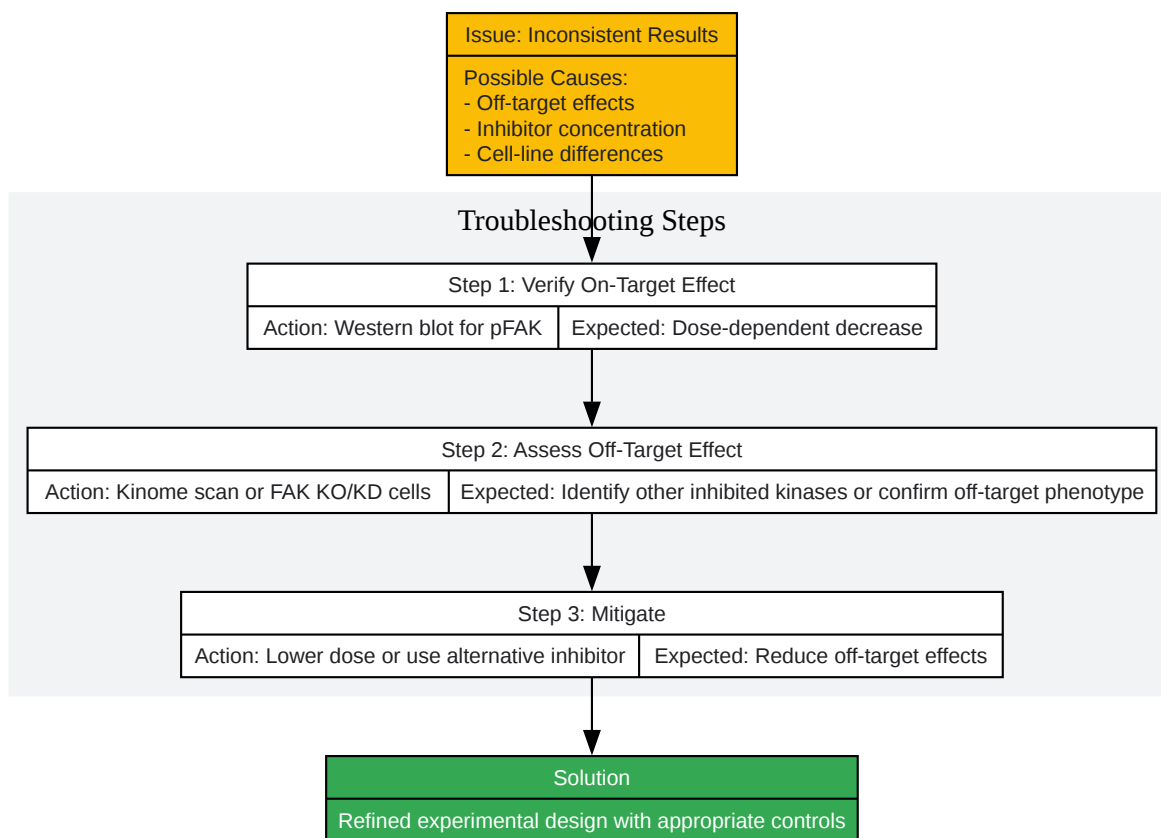 Issue: Inconsistent Results
Possible Causes:
- Off-target effects
- Inhibitor concentration
- Cell-line differences
Troubleshooting Steps
Step 1: Verify On-Target Effect
Action: Western blot for pFAK
Expected: Dose-dependent decrease
Step 2: Assess Off-Target Effect
Action: Kinome scan or FAK KO/KD cells
Expected: Identify other inhibited kinases or confirm off-target phenotype
Step 3: Mitigate
Action: Lower dose or use alternative inhibitor
Expected: Reduce off-target effects
Solution
Refined experimental design with appropriate controls